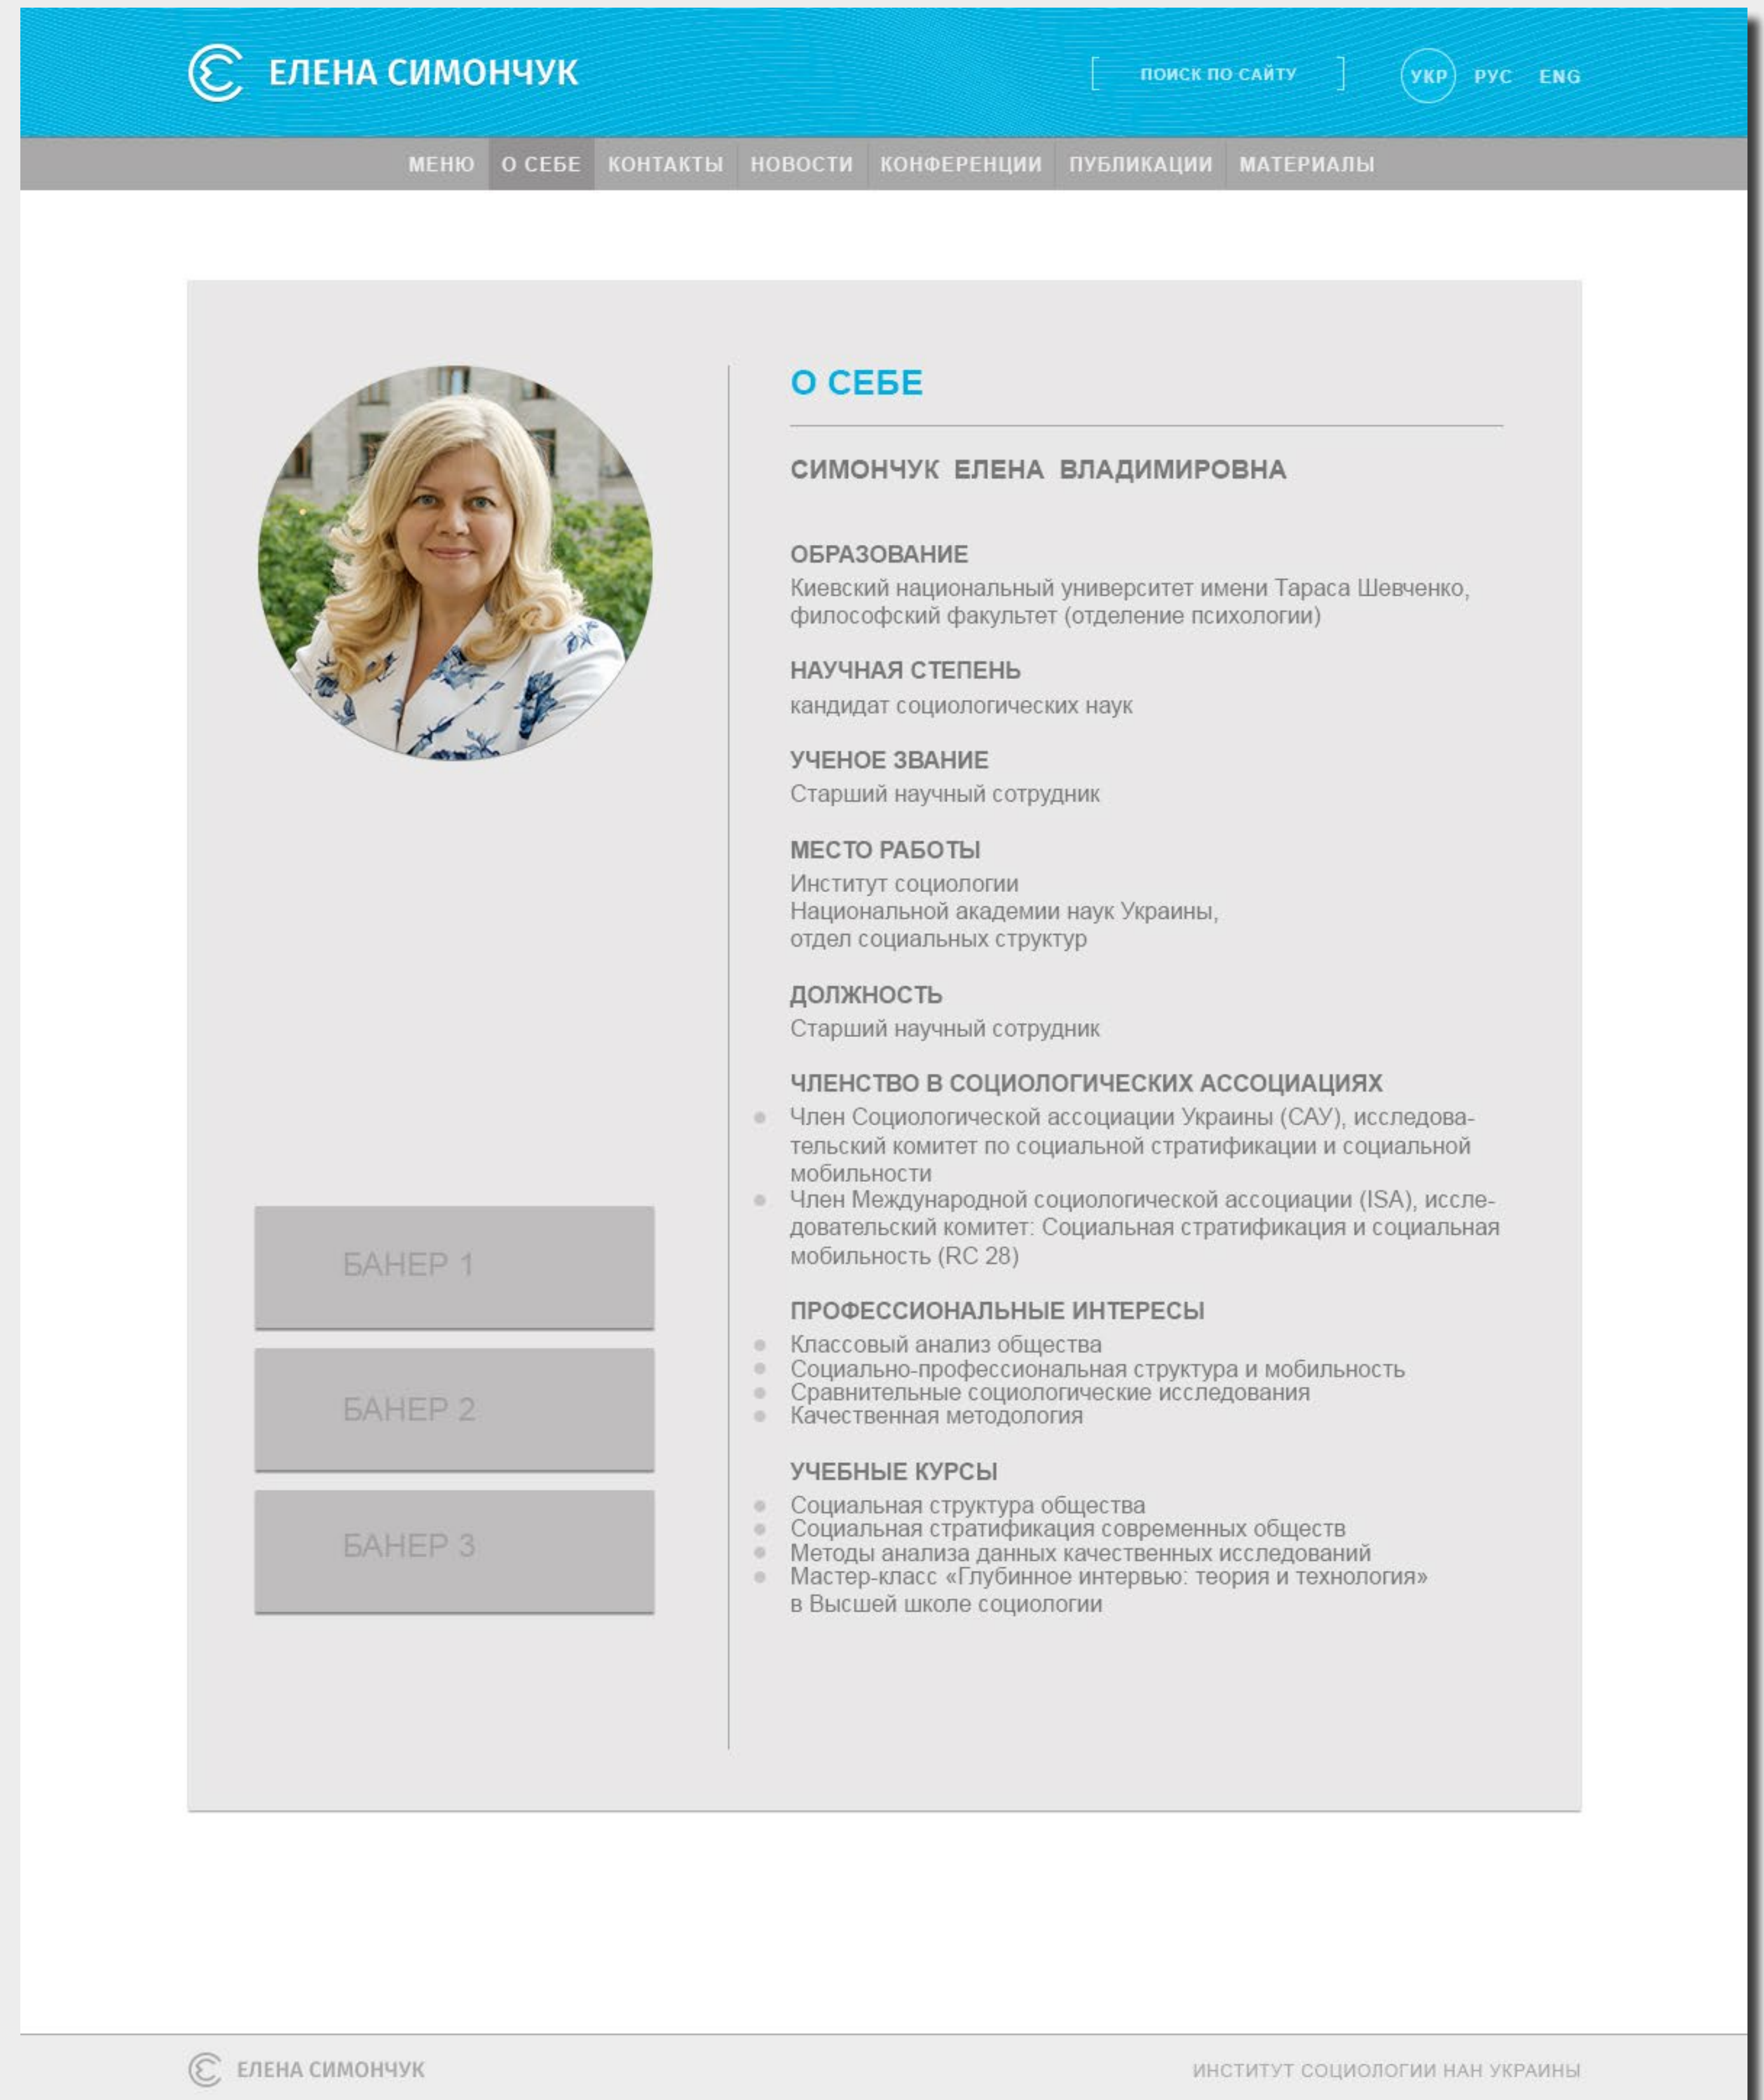 ЕЛЕНА СИМОНЧУК
[ ПОИСК ПО САЙТУ ]
УКР РУС ENG
МЕНЮ О СЕБЕ КОНТАКТЫ НОВОСТИ КОНФЕРЕНЦИИ ПУБЛИКАЦИИ МАТЕРИАЛЫ
О СЕБЕ
СИМОНЧУК ЕЛЕНА ВЛАДИМИРОВНА
ОБРАЗОВАНИЕ
Киевский национальный университет имени Тараса Шевченко,
философский факультет (отделение психологии)
НАУЧНАЯ СТЕПЕНЬ
кандидат социологических наук
УЧЕНОЕ ЗВАНИЕ
Старший научный сотрудник
МЕСТО РАБОТЫ
Институт социологии
Национальной академии наук Украины,
отдел социальных структур
ДОЛЖНОСТЬ
Старший научный сотрудник
ЧЛЕНСТВО В СОЦИОЛОГИЧЕСКИХ АССОЦИАЦИЯХ
Член Социологической ассоциации Украины (САУ), исследова-
тельский комитет по социальной стратификации и социальной
мобильности
Член Международной социологической ассоциации (ISA), иссле-
довательский комитет: Социальная стратификация и социальная
мобильность (RC 28)
ПРОФЕССИОНАЛЬНЫЕ ИНТЕРЕСЫ
Классовый анализ общества
Социально-профессиональная структура и мобильность
Сравнительные социологические исследования
Качественная методология
УЧЕБНЫЕ КУРСЫ
Социальная структура общества
Социальная стратификация современных обществ
Методы анализа данных качественных исследований
Мастер-класс «Глубинное интервью: теория и технология»
в Высшей школе социологии
БАНЕР 1
БАНЕР 2
БАНЕР 3
ЕЛЕНА СИМОНЧУК
ИНСТИТУТ СОЦИОЛОГИИ НАН УКРАИНЫ